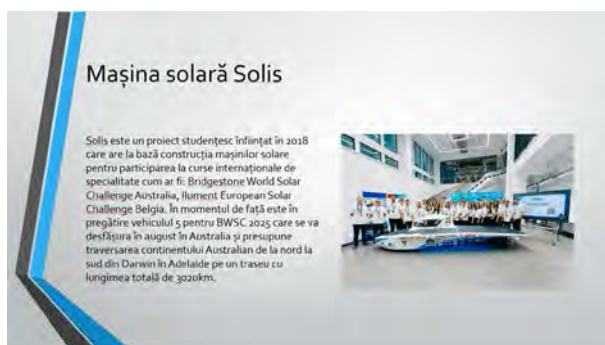 Mașina solară Solis
Solis este un proiect studențesc înființat în 2018
care are la bază construcția mașinilor solare
pentru participarea la curse internaționale de
specialitate cum ar fi: Bridgestone World Solar
Challenge Australia, Ilument European Solar
Challenge Belgia. În momentul de față este în
pregătire vehiculul 5 pentru BWSC 2025 care se va
desfășura în august în Australia și presupune
traversarea continentului Australian de la nord la
sud din Darwin în Adelaide pe un traseu cu
lungimea totală de 3020km.